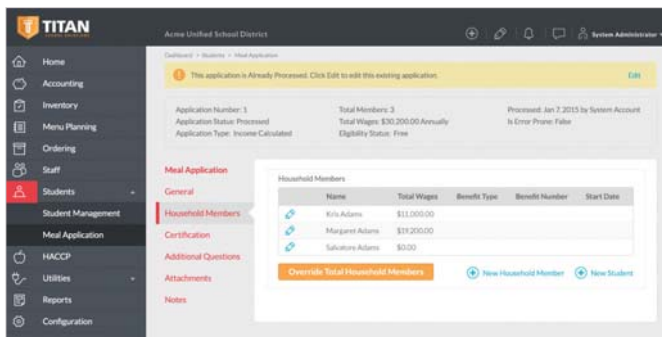 TITAN
SCHOOL SOLUTIONS
Acme Unified School District
System Administrator
Home
Accounting
Inventory
Menu Planning
Ordering
Staff
Students
Student Management
Meal Application
HACCP
Utilities
Reports
Configuration
Dashboard > Students > Meal Application
This application is Already Processed. Click Edit to edit this existing application.
Edit
Application Number: 1
Application Status: Processed
Application Type: Income Calculated
Total Members: 3
Total Wages: $30,200.00 Annually
Eligibility Status: Free
Processed: Jan 7, 2015 by System Account
Is Error Prone: False
Meal Application
General
Household Members
Certification
Additional Questions
Attachments
Notes
Household Members
Name Total Wages Benefit Type Benefit Number Start Date
Kris Adams $11,000.00
Margaret Adams $19,200.00
Salvatore Adams $0.00
Override Total Household Members
New Household Member
New Student